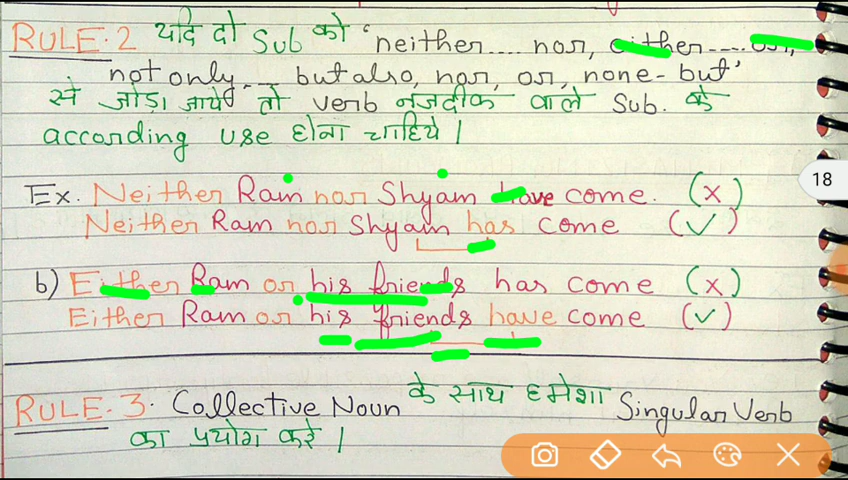 RULE-2 यदि दो Sub को 'neither.... nor, either .... or,
not only.... but also, nor, or, none - but'
से जोड़ा जाये तो verb नजदीक वाले Sub. के
according use होना चाहिये।
Ex. Neither Ram nor Shyam have come. (x)
Neither Ram nor Shyam has come (✓)
b) Either Ram or his friends has come (x)
Either Ram or his friends have come (✓)
RULE-3. Collective Noun के साथ हमेशा Singular Verb
का प्रयोग करे।
18